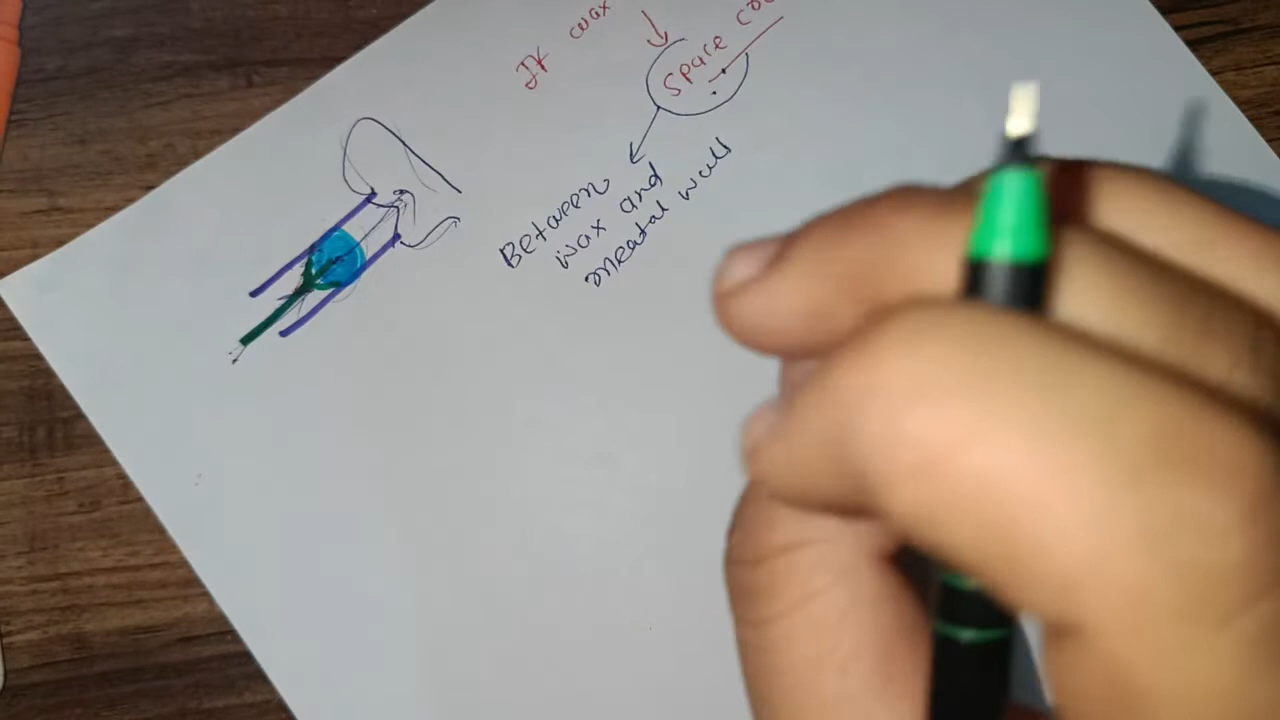 If wax
Space
Between
wax and
meatal wall